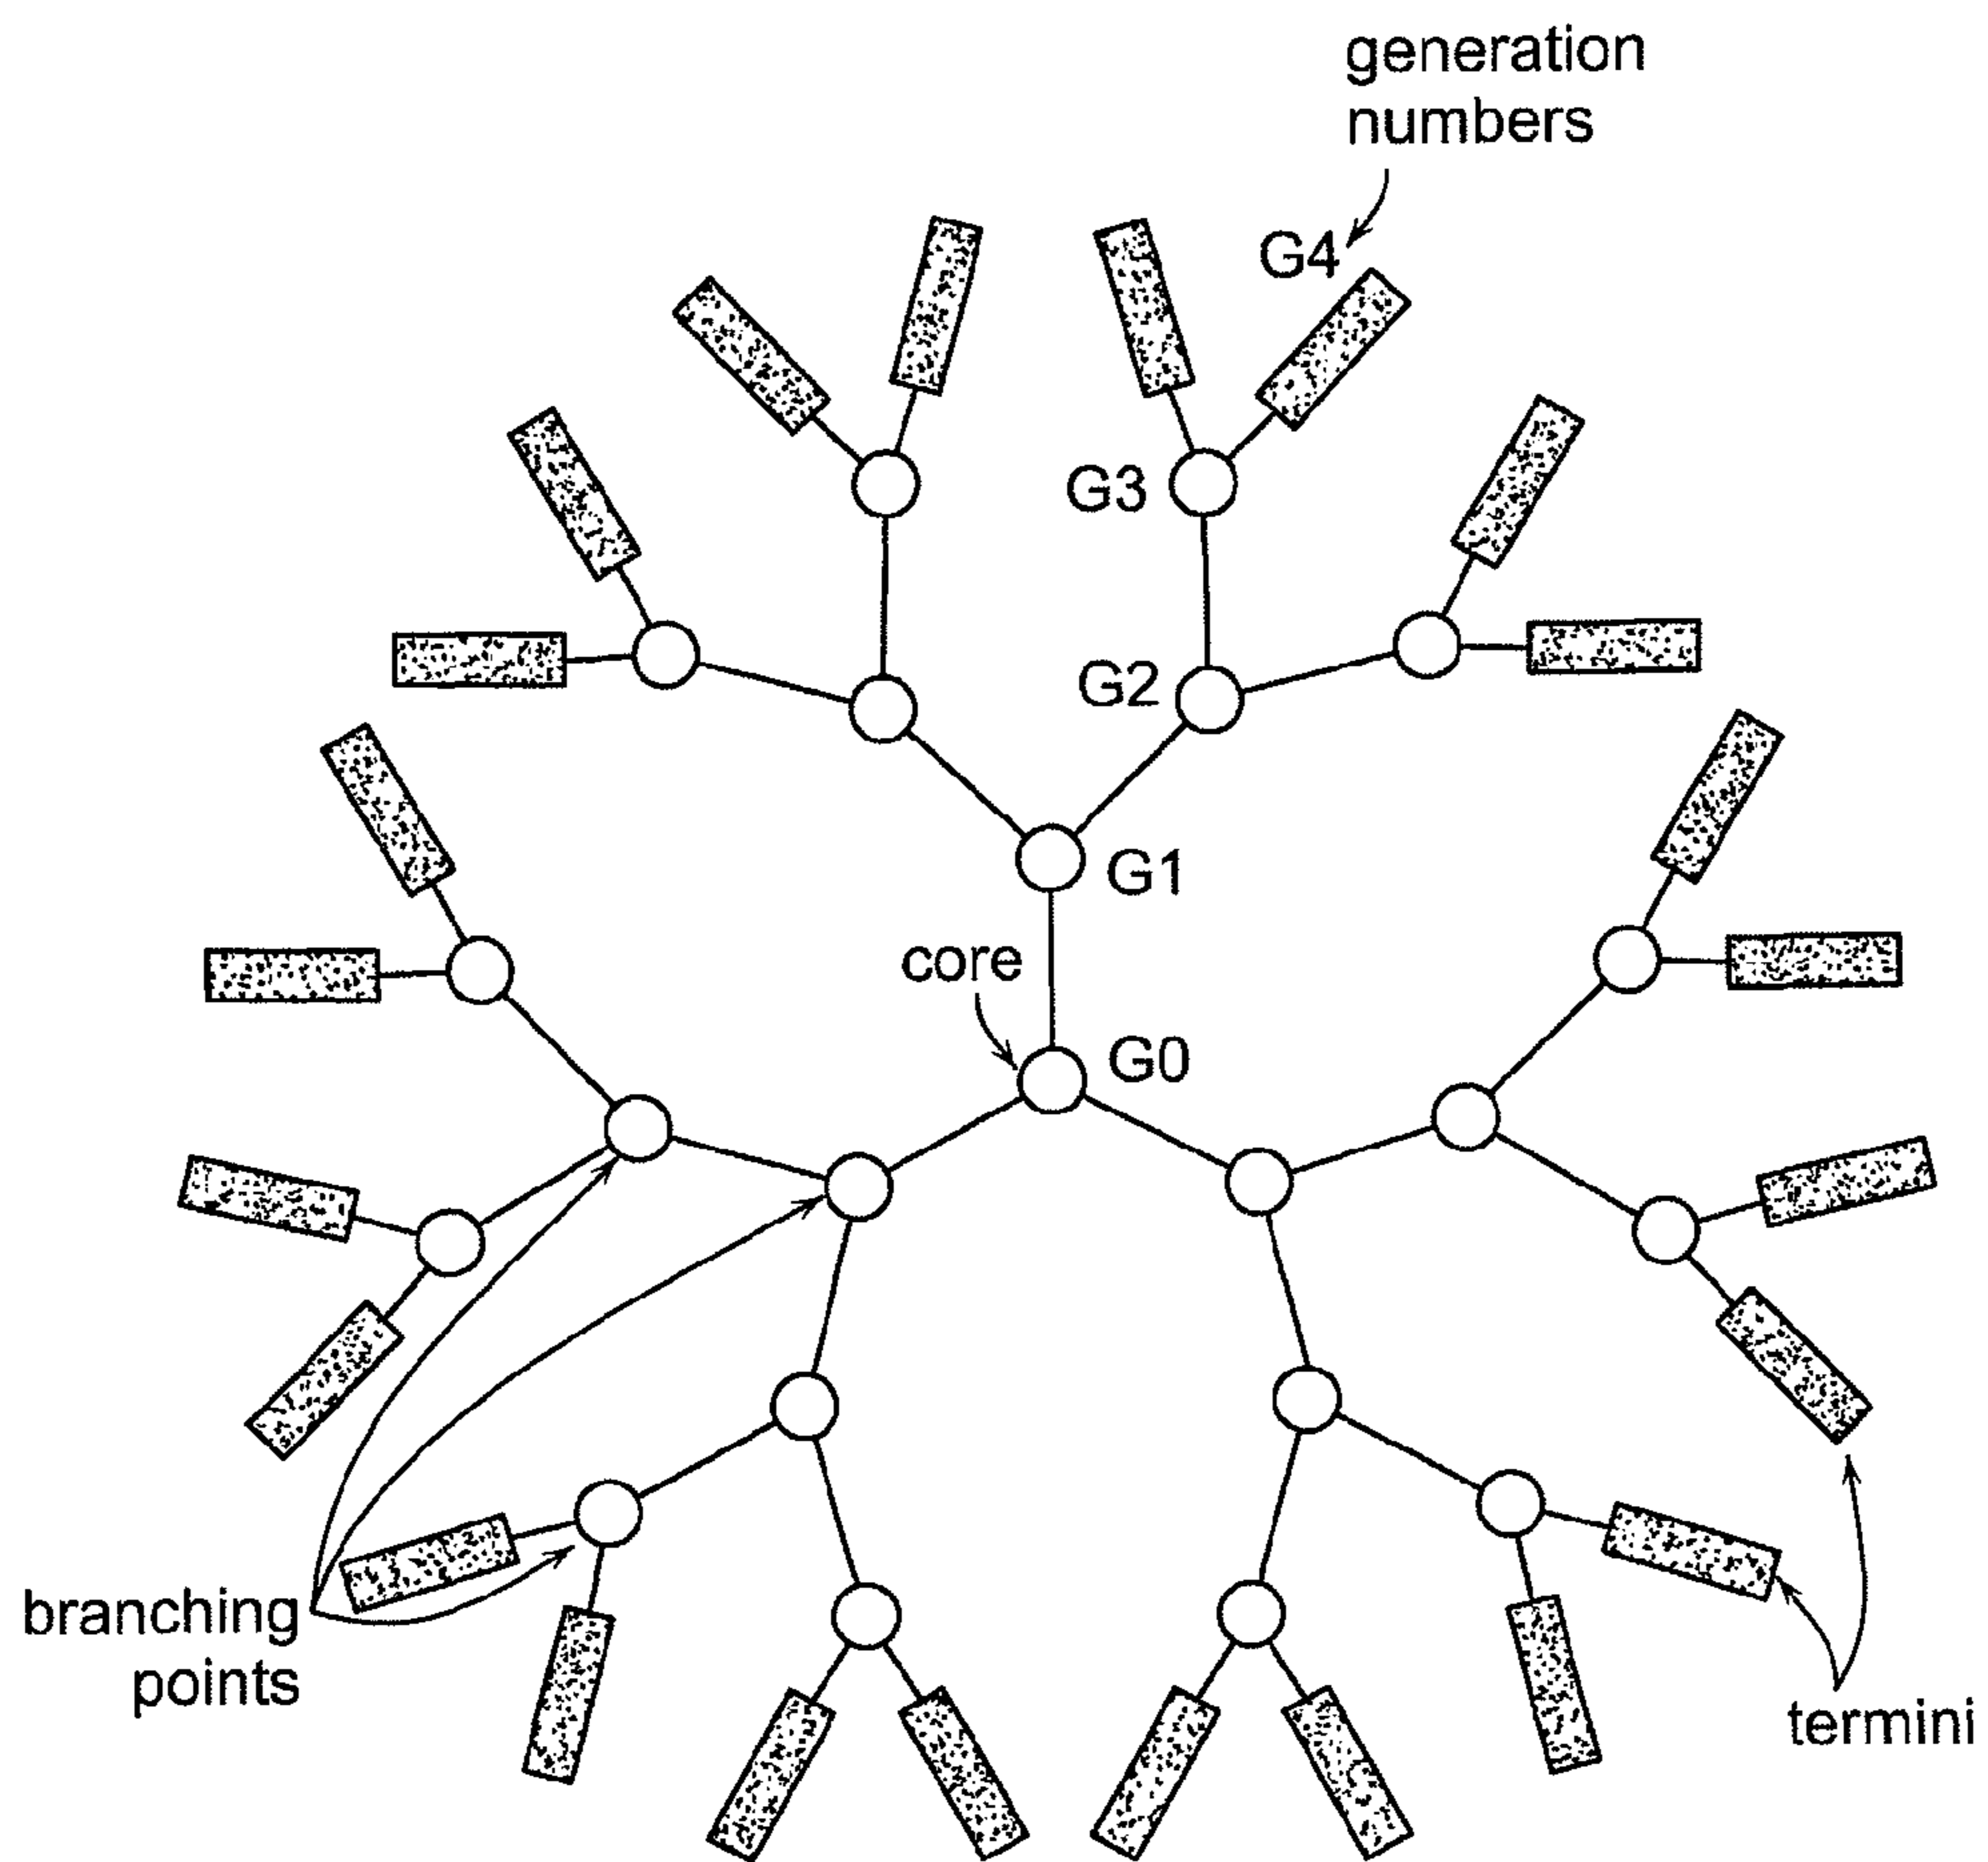 generation
numbers
G4
G3
G2
G1
core
G0
branching
points
termini